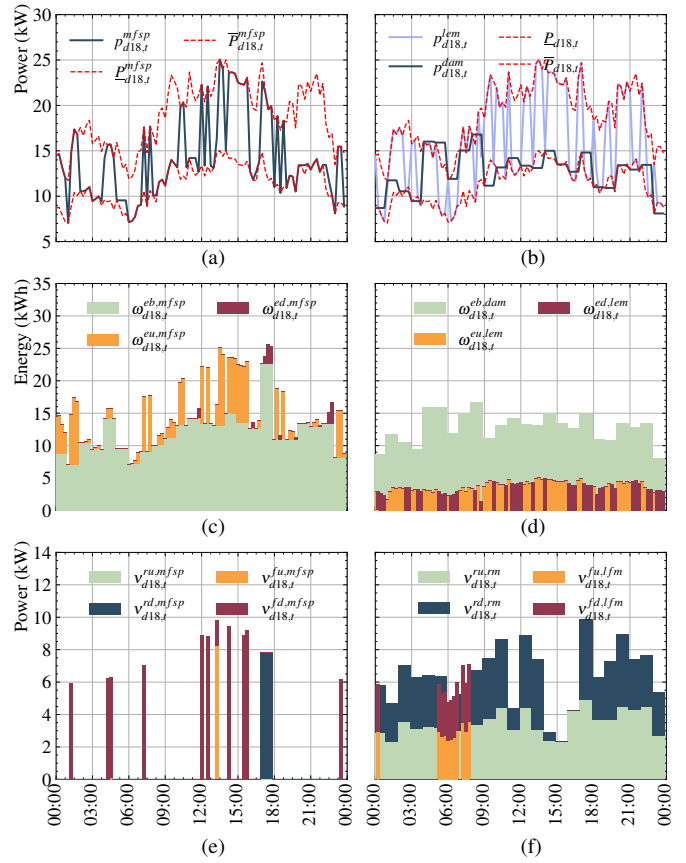 Power (kW)
30
25
20
15
10
5
p^{mfsp}_{d18,t}
\overline{P}^{mfsp}_{d18,t}
\underline{P}^{mfsp}_{d18,t}
(a)
p^{lem}_{d18,t}
\underline{P}_{d18,t}
p^{dam}_{d18,t}
\overline{P}_{d18,t}
(b)
Energy (kWh)
35
30
25
20
15
10
5
0
ω^{eb,mfsp}_{d18,t}
ω^{ed,mfsp}_{d18,t}
ω^{eu,mfsp}_{d18,t}
(c)
ω^{eb,dam}_{d18,t}
ω^{ed,lem}_{d18,t}
ω^{eu,lem}_{d18,t}
(d)
Power (kW)
14
12
10
8
6
4
2
0
ν^{ru,mfsp}_{d18,t}
ν^{fu,mfsp}_{d18,t}
ν^{rd,mfsp}_{d18,t}
ν^{fd,mfsp}_{d18,t}
00:00
03:00
06:00
09:00
12:00
15:00
18:00
21:00
00:00
(e)
ν^{ru,rm}_{d18,t}
ν^{fu,lfm}_{d18,t}
ν^{rd,rm}_{d18,t}
ν^{fd,lfm}_{d18,t}
00:00
03:00
06:00
09:00
12:00
15:00
18:00
21:00
00:00
(f)